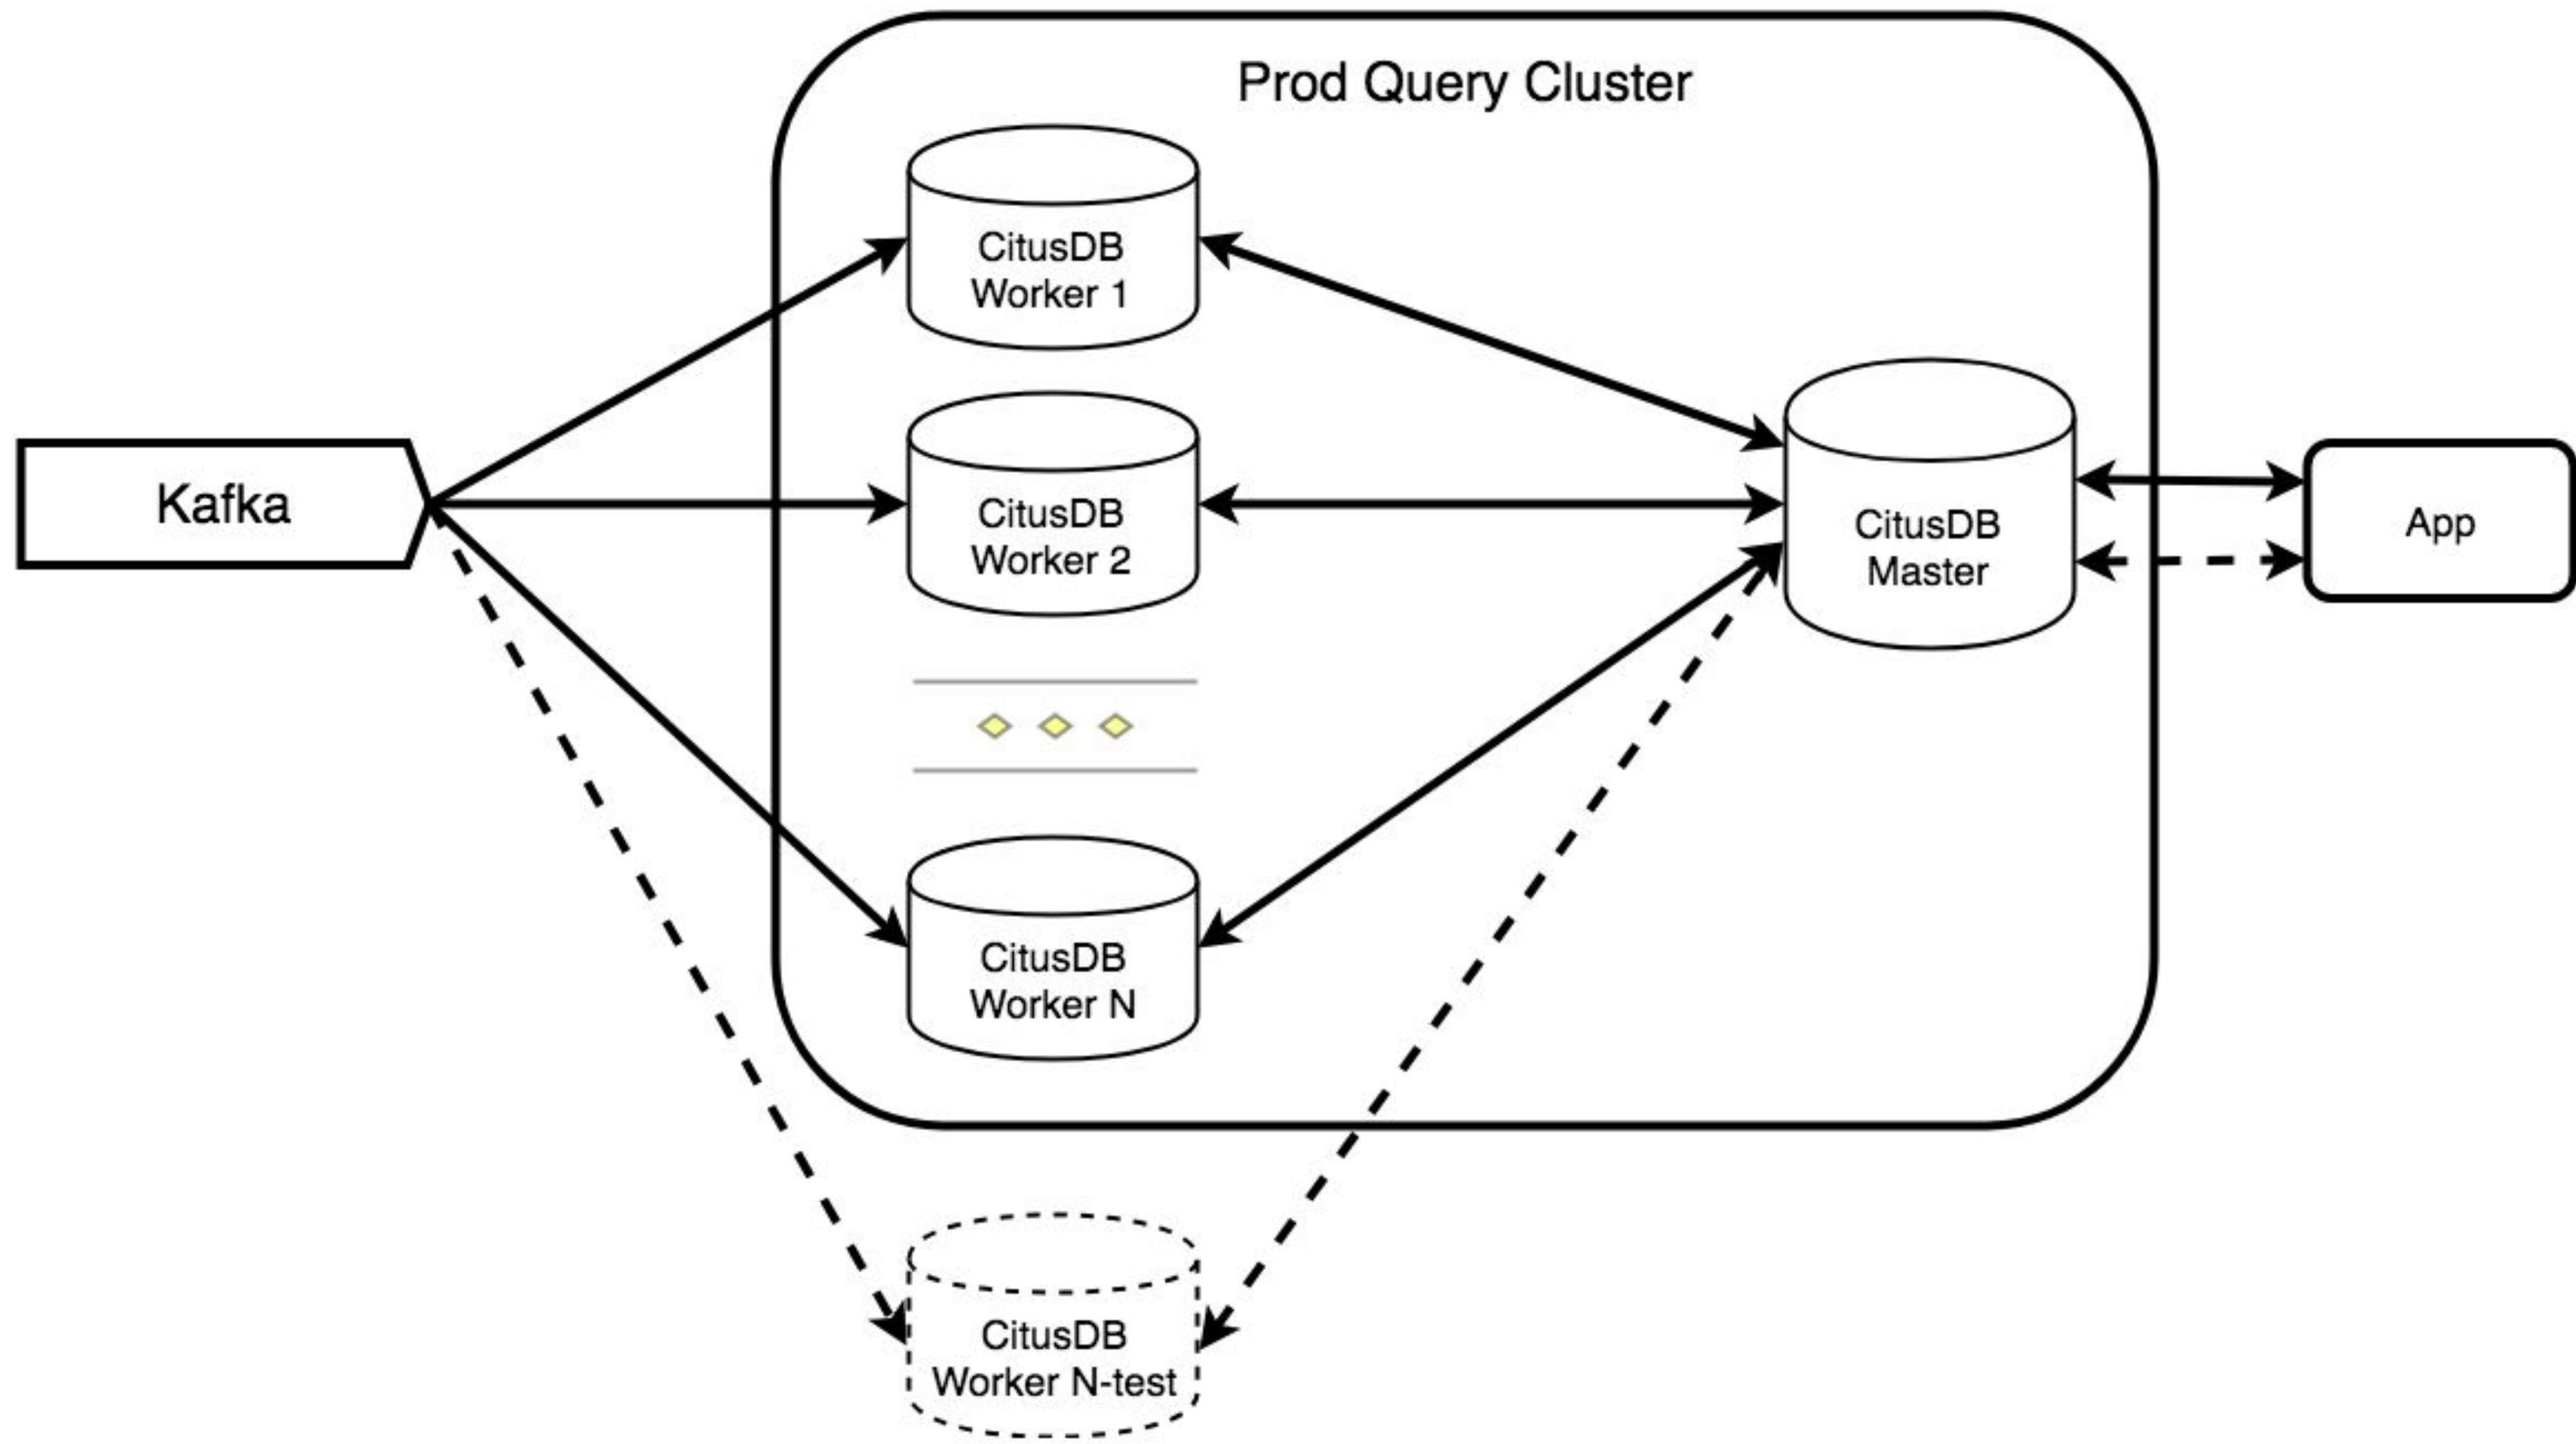 Prod Query Cluster
CitusDB
Worker 1
Kafka
CitusDB
Worker 2
CitusDB
Master
App
CitusDB
Worker N
CitusDB
Worker N-test